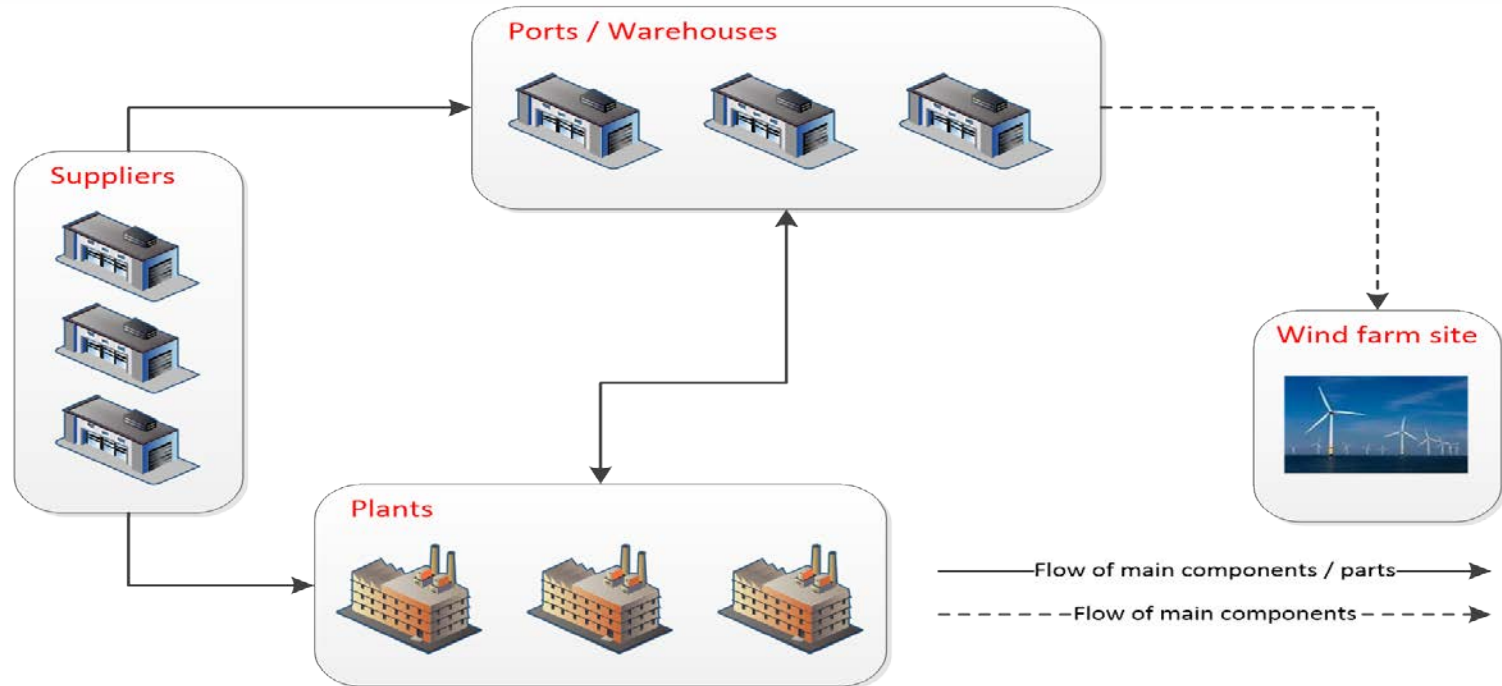 Ports / Warehouses
Suppliers
Wind farm site
Plants
Flow of main components / parts
Flow of main components